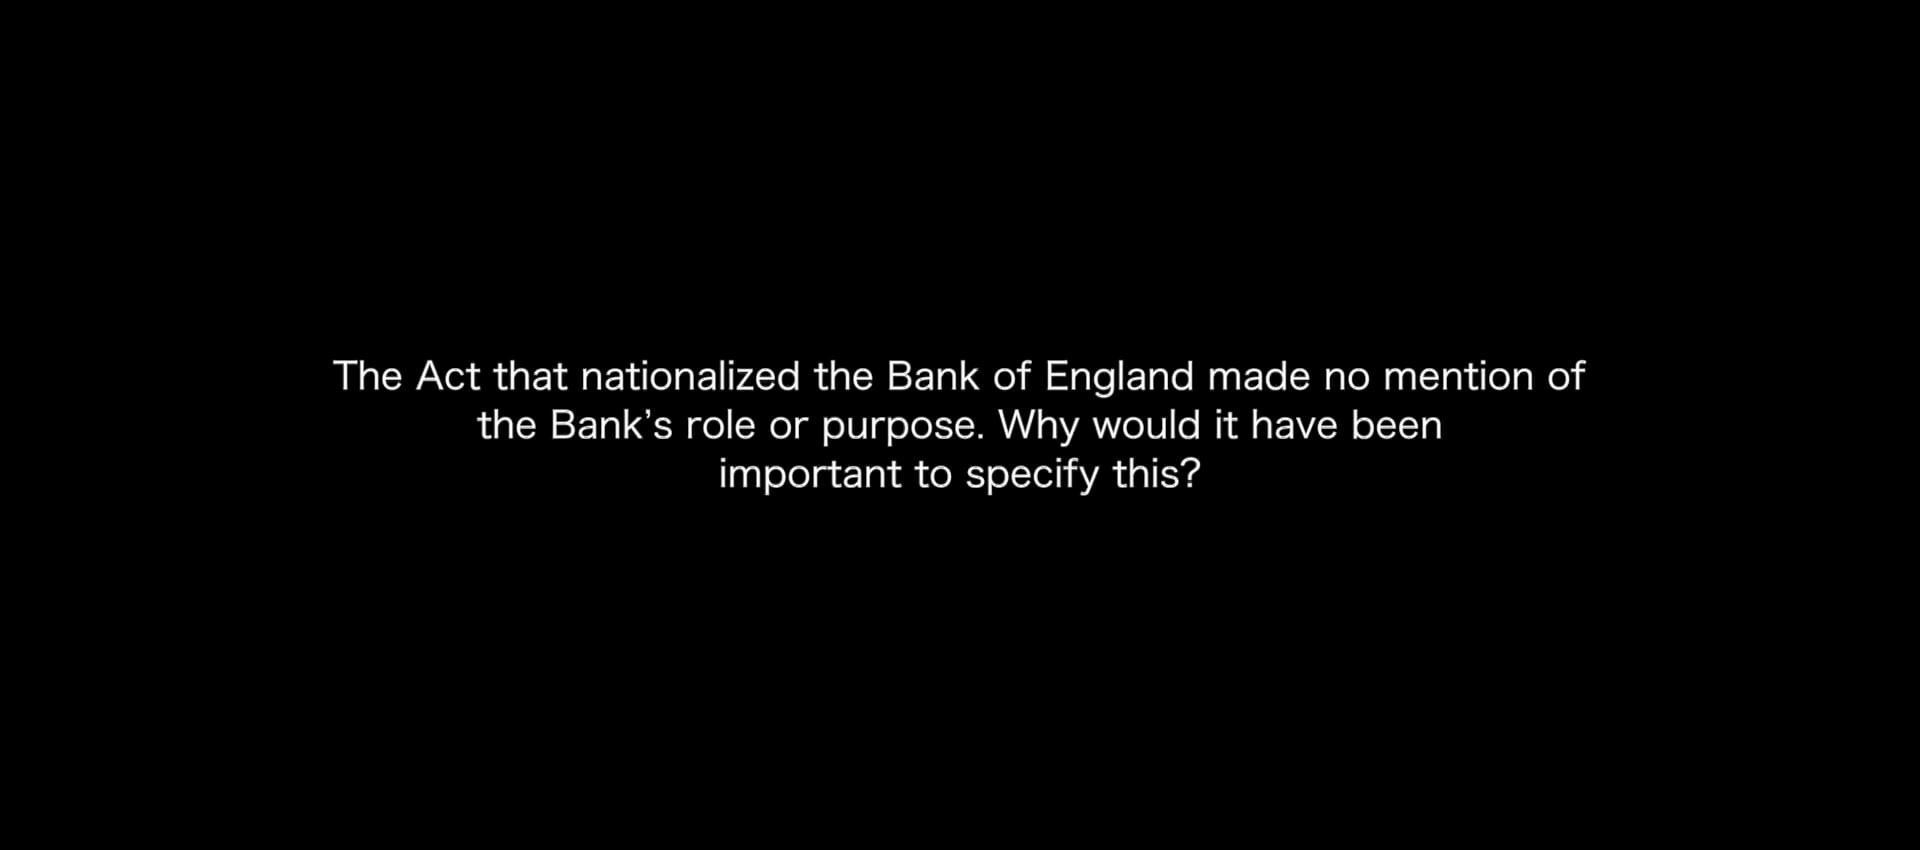 The Act that nationalized the Bank of England made no mention of
the Bank’s role or purpose. Why would it have been
important to specify this?